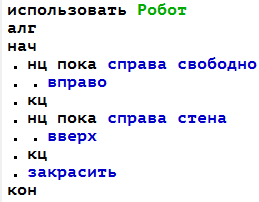 использовать Робот
алг
нач
. нц пока справа свободно
. . вправо
. кц
. нц пока справа стена
. . вверх
. кц
. закрасить
кон